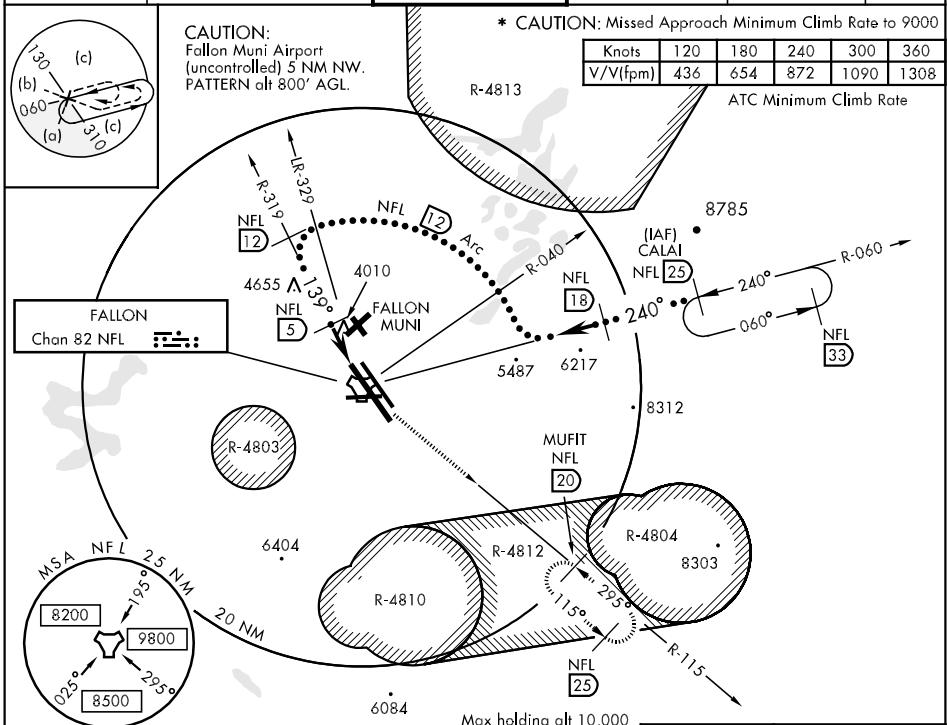 * CAUTION: Missed Approach Minimum Climb Rate to 9000
Knots 120 180 240 300 360
V/V(fpm) 436 654 872 1090 1308
ATC Minimum Climb Rate
CAUTION:
Fallon Muni Airport
(uncontrolled) 5 NM NW.
PATTERN alt 800' AGL.
130
(c)
(b)
060
(a)
(c)
310
R-4813
LR-329
R-319
NFL
12
NFL 12 Arc
8785
(IAF)
CALAI
NFL 25
R-060
240°
060°
NFL
33
R-040
NFL
18
240°
4655
139°
4010
NFL
5
FALLON
MUNI
FALLON
Chan 82 NFL
5487
6217
8312
R-4803
MUFIT
NFL
20
6404
R-4812
R-4804
8303
R-4810
295°
115°
R-115
NFL
25
MSA NFL 25 NM
195°
8200
9800
025°
295°
8500
20 NM
6084
Max holding alt 10,000